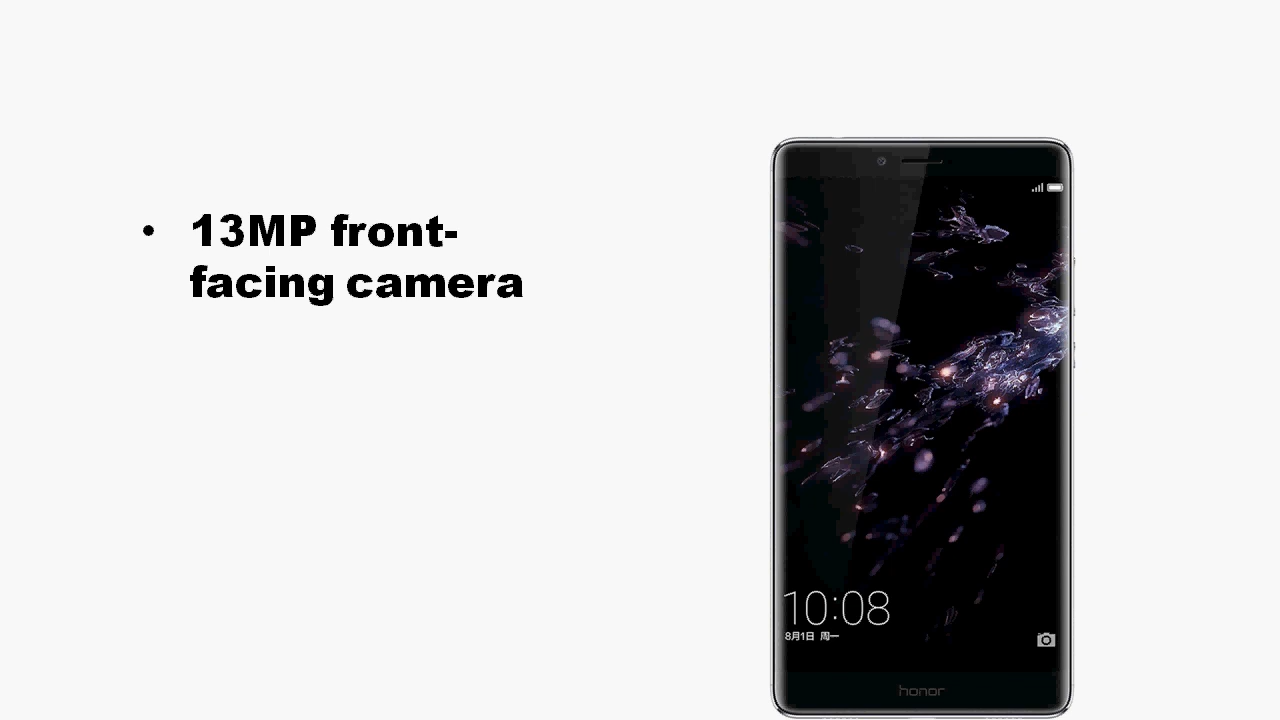 • 13MP front-
facing camera
10:08
8月1日 周一
honor